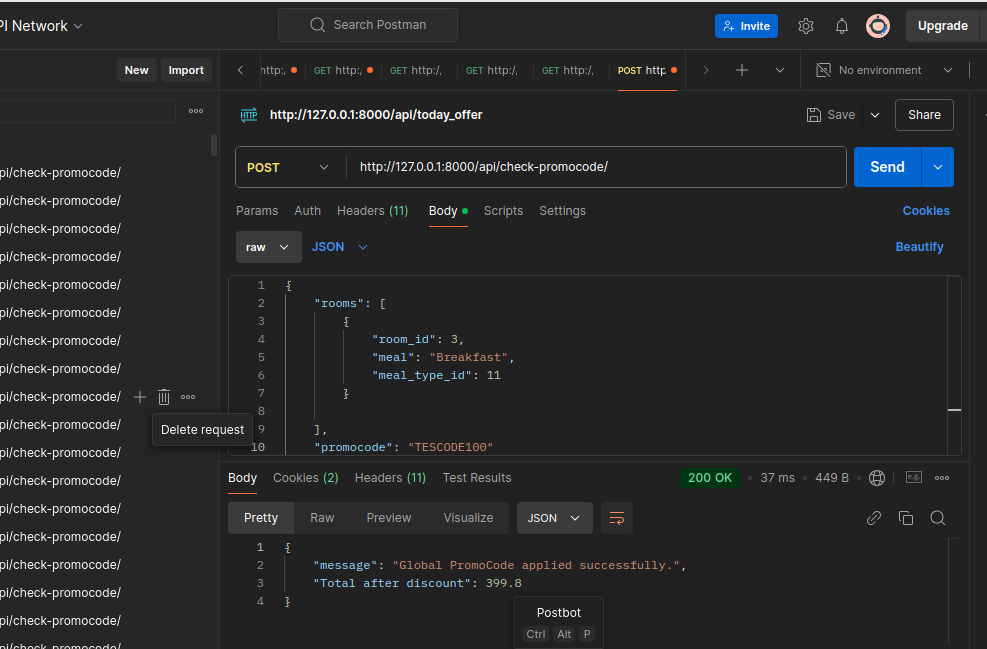 PI Network
Search Postman
Invite
Upgrade
New
Import
http:,
GET http:,
GET http:/,
GET http:/,
GET http:/,
POST http
No environment
http://127.0.0.1:8000/api/today_offer
Save
Share
POST
http://127.0.0.1:8000/api/check-promocode/
Send
Params
Auth
Headers (11)
Body
Scripts
Settings
Cookies
raw
JSON
Beautify
1 {
2 "rooms": [
3 {
4 "room_id": 3,
5 "meal": "Breakfast",
6 "meal_type_id": 11
7 }
8
9 ],
10 "promocode": "TESCODE100"
pi/check-promocode/
pi/check-promocode/
pi/check-promocode/
pi/check-promocode/
pi/check-promocode/
pi/check-promocode/
pi/check-promocode/
pi/check-promocode/
pi/check-promocode/
Delete request
pi/check-promocode/
pi/check-promocode/
pi/check-promocode/
pi/check-promocode/
pi/check-promocode/
pi/check-promocode/
pi/check-promocode/
pi/check-promocode/
pi/check-promocode/
Body
Cookies (2)
Headers (11)
Test Results
200 OK
37 ms
449 B
e.g.
Pretty
Raw
Preview
Visualize
JSON
1 {
2 "message": "Global PromoCode applied successfully.",
3 "Total after discount": 399.8
4 }
Postbot
Ctrl Alt P